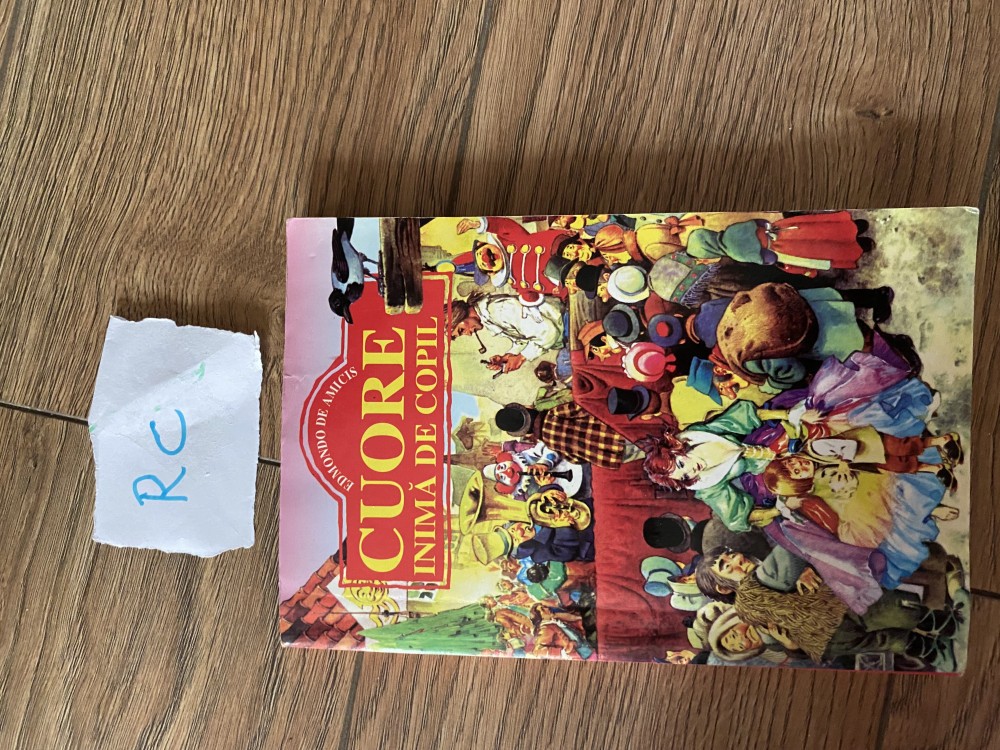 RC
EDMONDO DE AMICIS
CUORE
INIMĂ DE COPIL